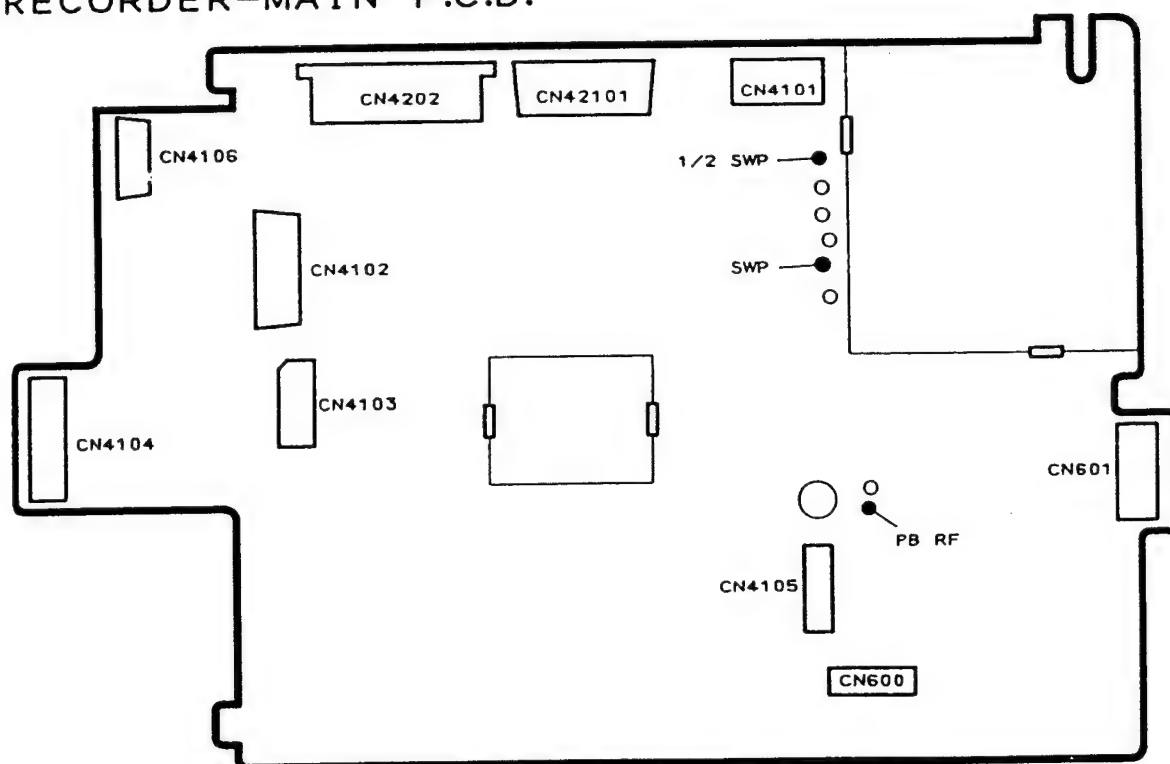 RECORDER-MAIN P.C.B.
CN4202
CN42101
CN4101
CN4106
1/2 SWP
CN4102
SWP
CN4103
CN4104
CN601
PB RF
CN4105
CN600